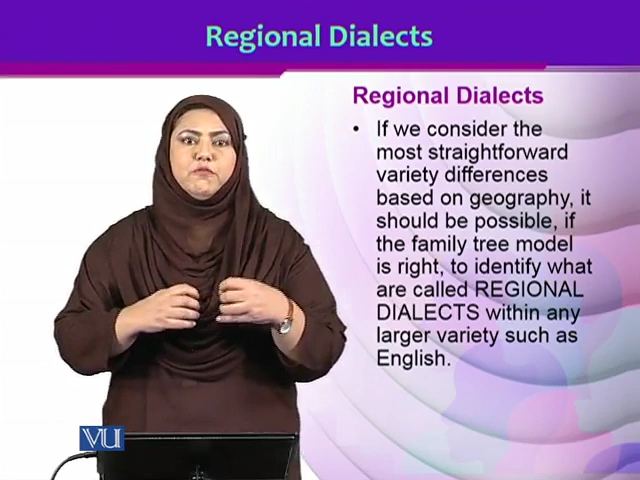 Regional Dialects
Regional Dialects
• If we consider the
most straightforward
variety differences
based on geography, it
should be possible, if
the family tree model
is right, to identify what
are called REGIONAL
DIALECTS within any
larger variety such as
English.
VU